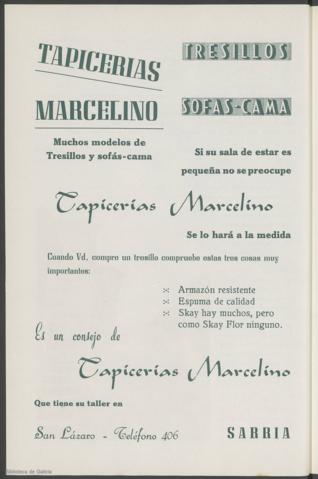 TAPICERIAS
MARCELINO
TRESILLOS
SOFAS-CAMA
Muchos modelos de
Tresillos y sofás-cama
Si su sala de estar es
pequeña no se preocupe
Tapicerías Marcelino
Se lo hará a la medida
Cuando Vd. compre un tresillo compruebe estas tres cosas muy
importantes:
:-: Armazón resistente
:-: Espuma de calidad
:-: Skay hay muchos, pero
como Skay Flor ninguno.
Es un consejo de
Tapicerías Marcelino
Que tiene su taller en
San Lázaro - Teléfono 406
SARRIA
Biblioteca de Galicia